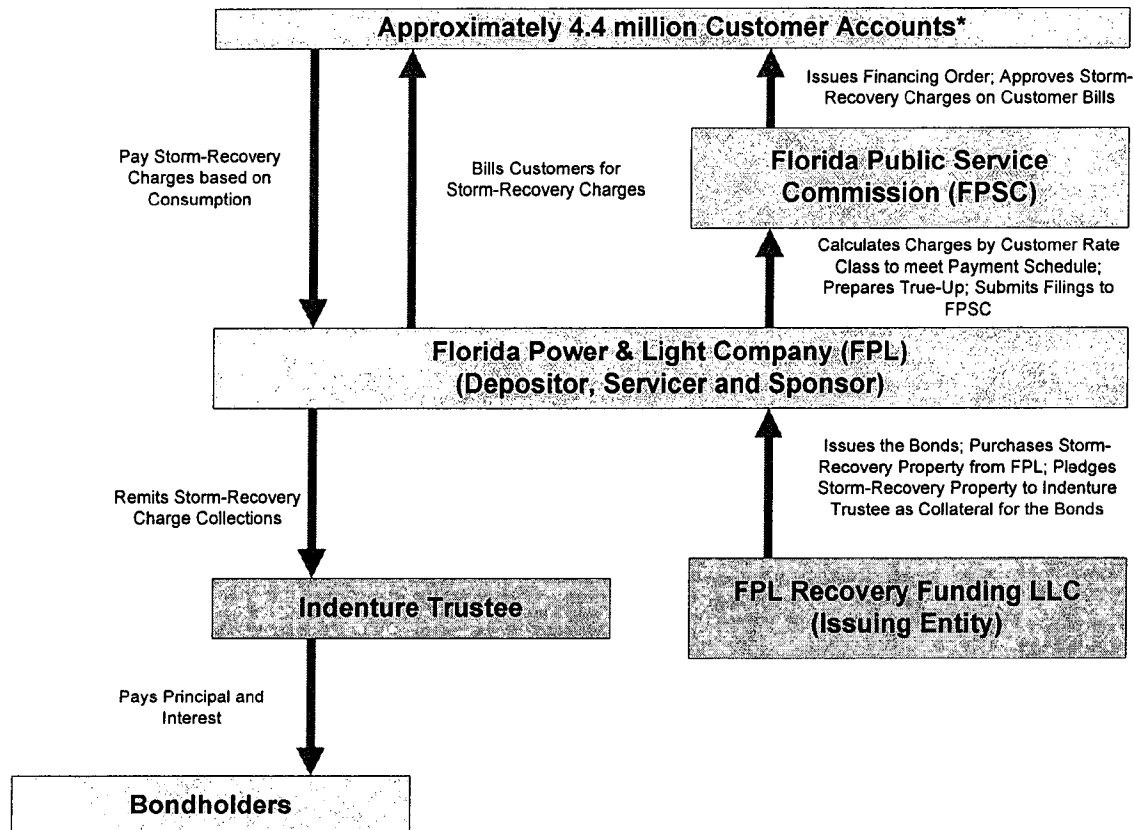 Approximately 4.4 million Customer Accounts*
Issues Financing Order; Approves Storm-
Recovery Charges on Customer Bills
Pay Storm-Recovery
Charges based on
Consumption
Bills Customers for
Storm-Recovery Charges
Florida Public Service
Commission (FPSC)
Calculates Charges by Customer Rate
Class to meet Payment Schedule;
Prepares True-Up; Submits Filings to
FPSC
Florida Power & Light Company (FPL)
(Depositor, Servicer and Sponsor)
Remits Storm-Recovery
Charge Collections
Issues the Bonds; Purchases Storm-
Recovery Property from FPL; Pledges
Storm-Recovery Property to Indenture
Trustee as Collateral for the Bonds
Indenture Trustee
FPL Recovery Funding LLC
(Issuing Entity)
Pays Principal and
Interest
Bondholders